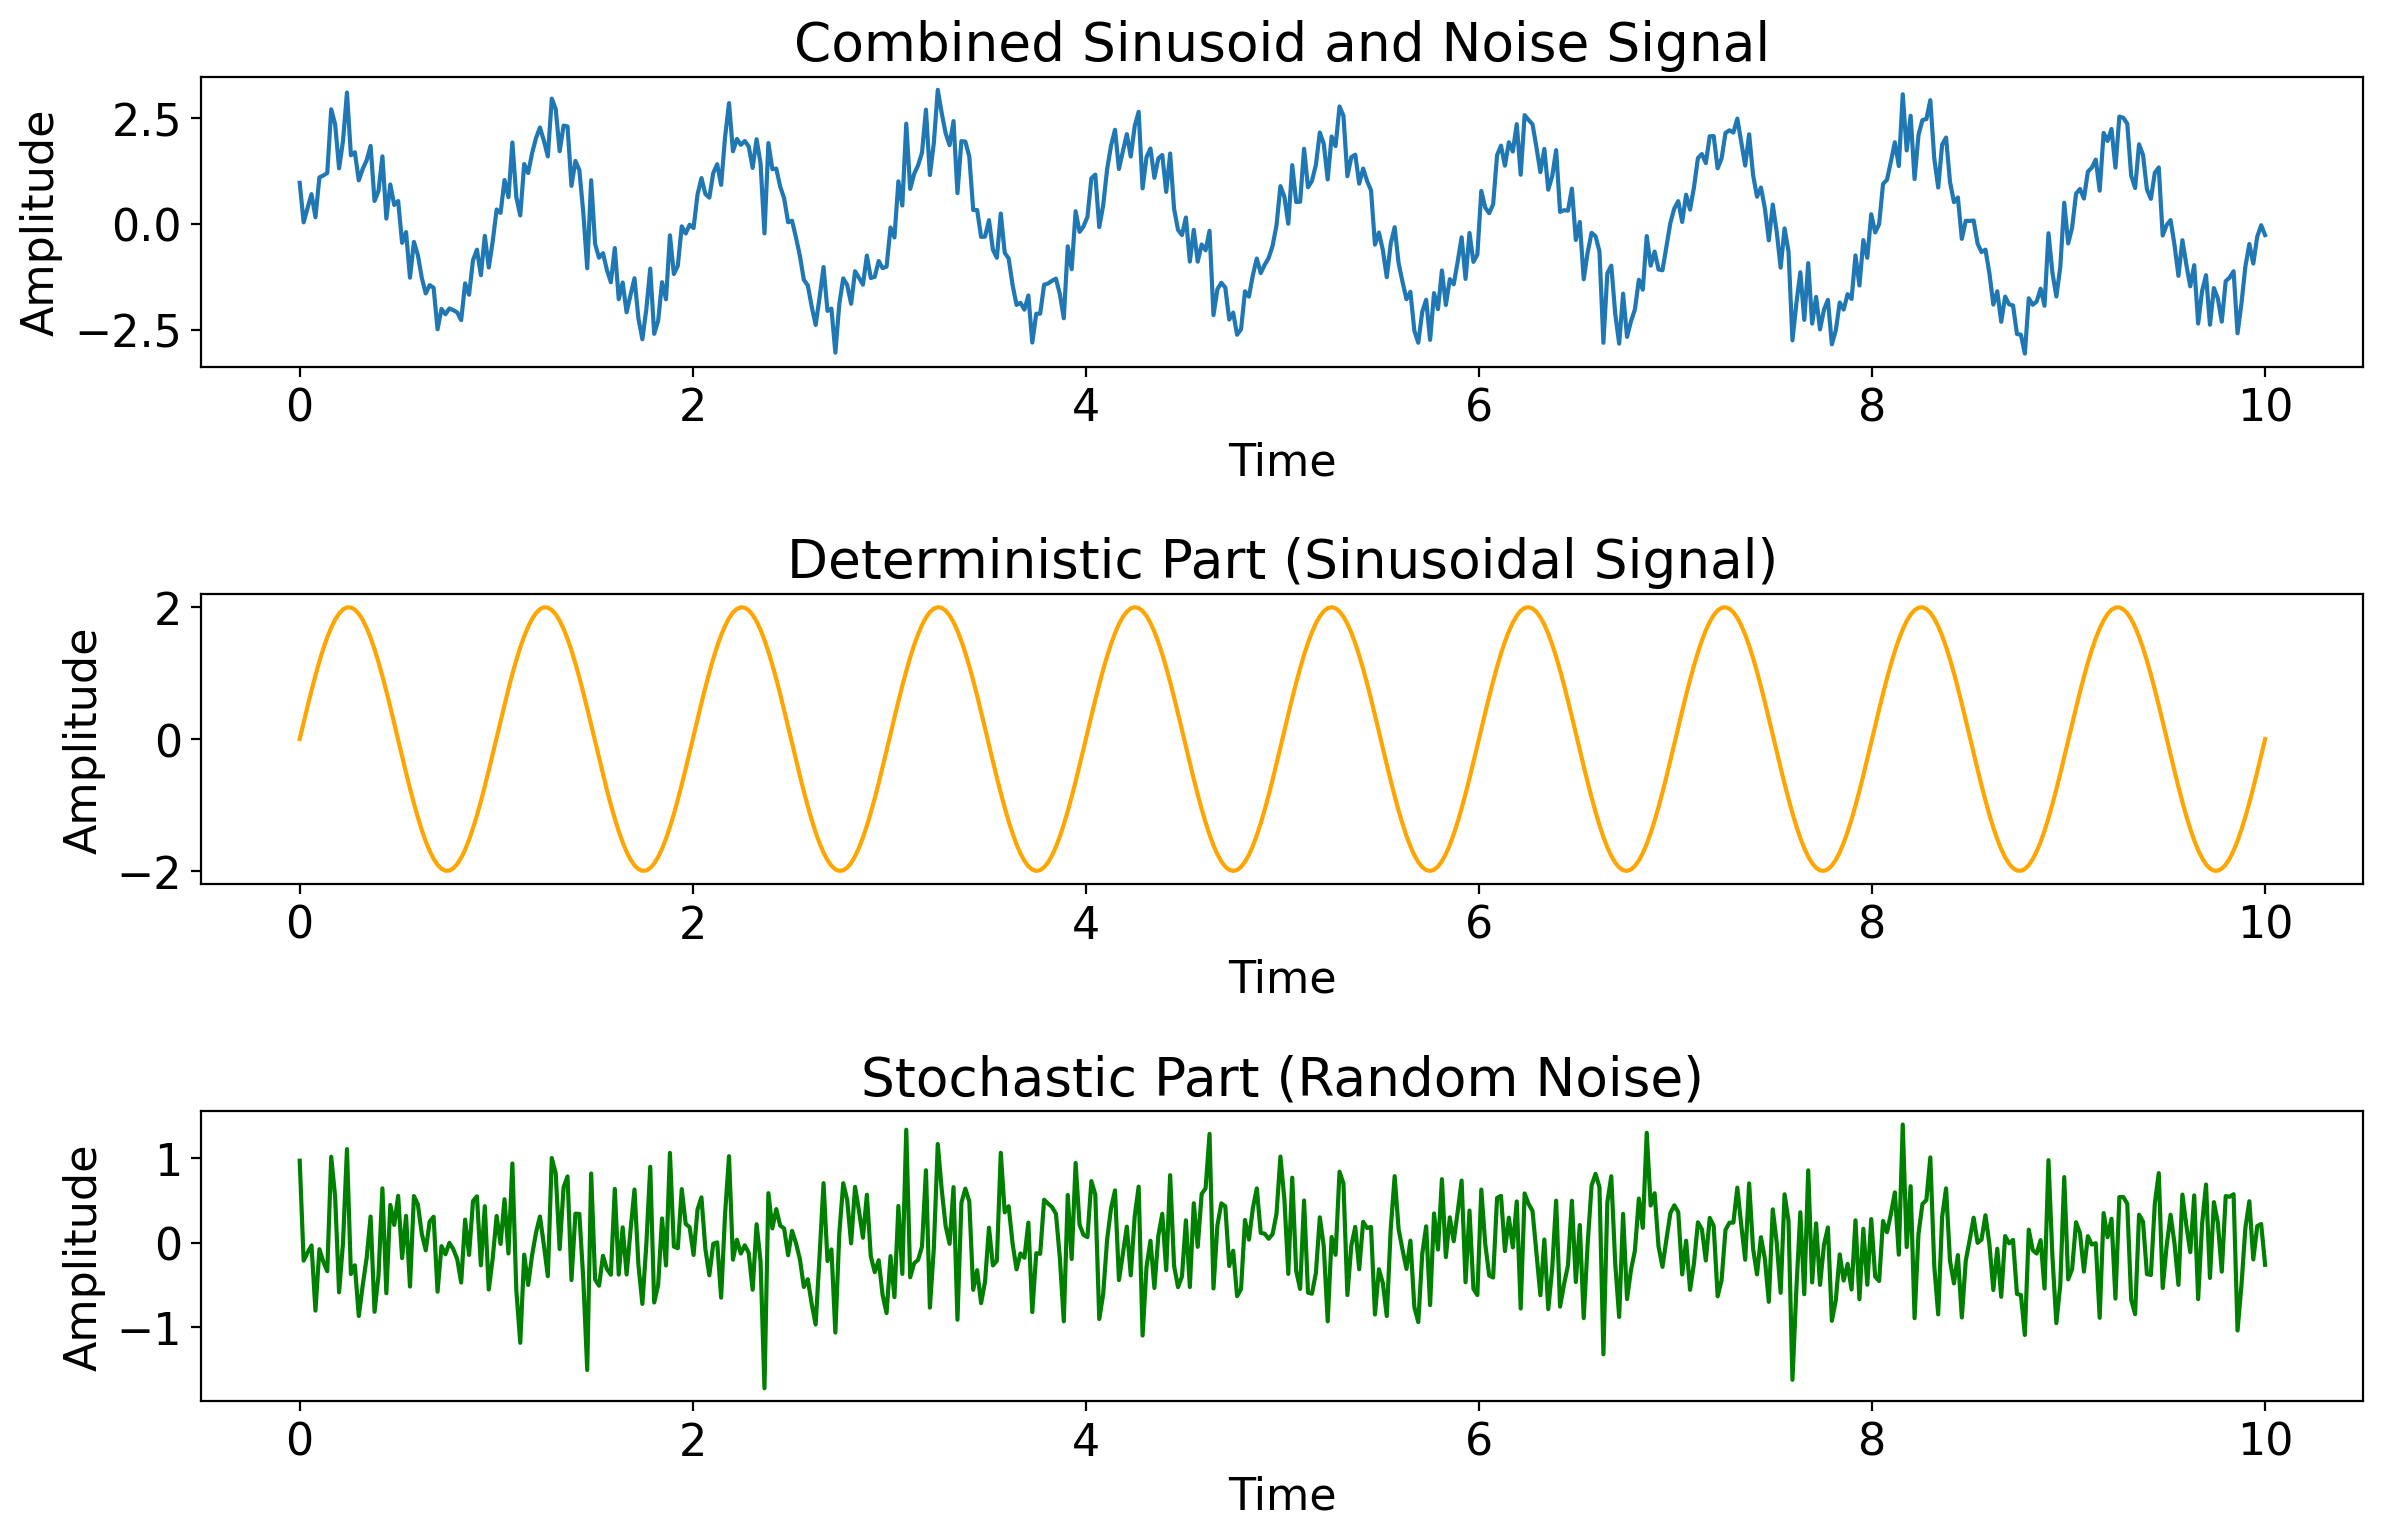 Combined Sinusoid and Noise Signal
Amplitude
2.5
0.0
−2.5
0 2 4 6 8 10
Time
Deterministic Part (Sinusoidal Signal)
Amplitude
2
0
−2
0 2 4 6 8 10
Time
Stochastic Part (Random Noise)
Amplitude
1
0
−1
0 2 4 6 8 10
Time